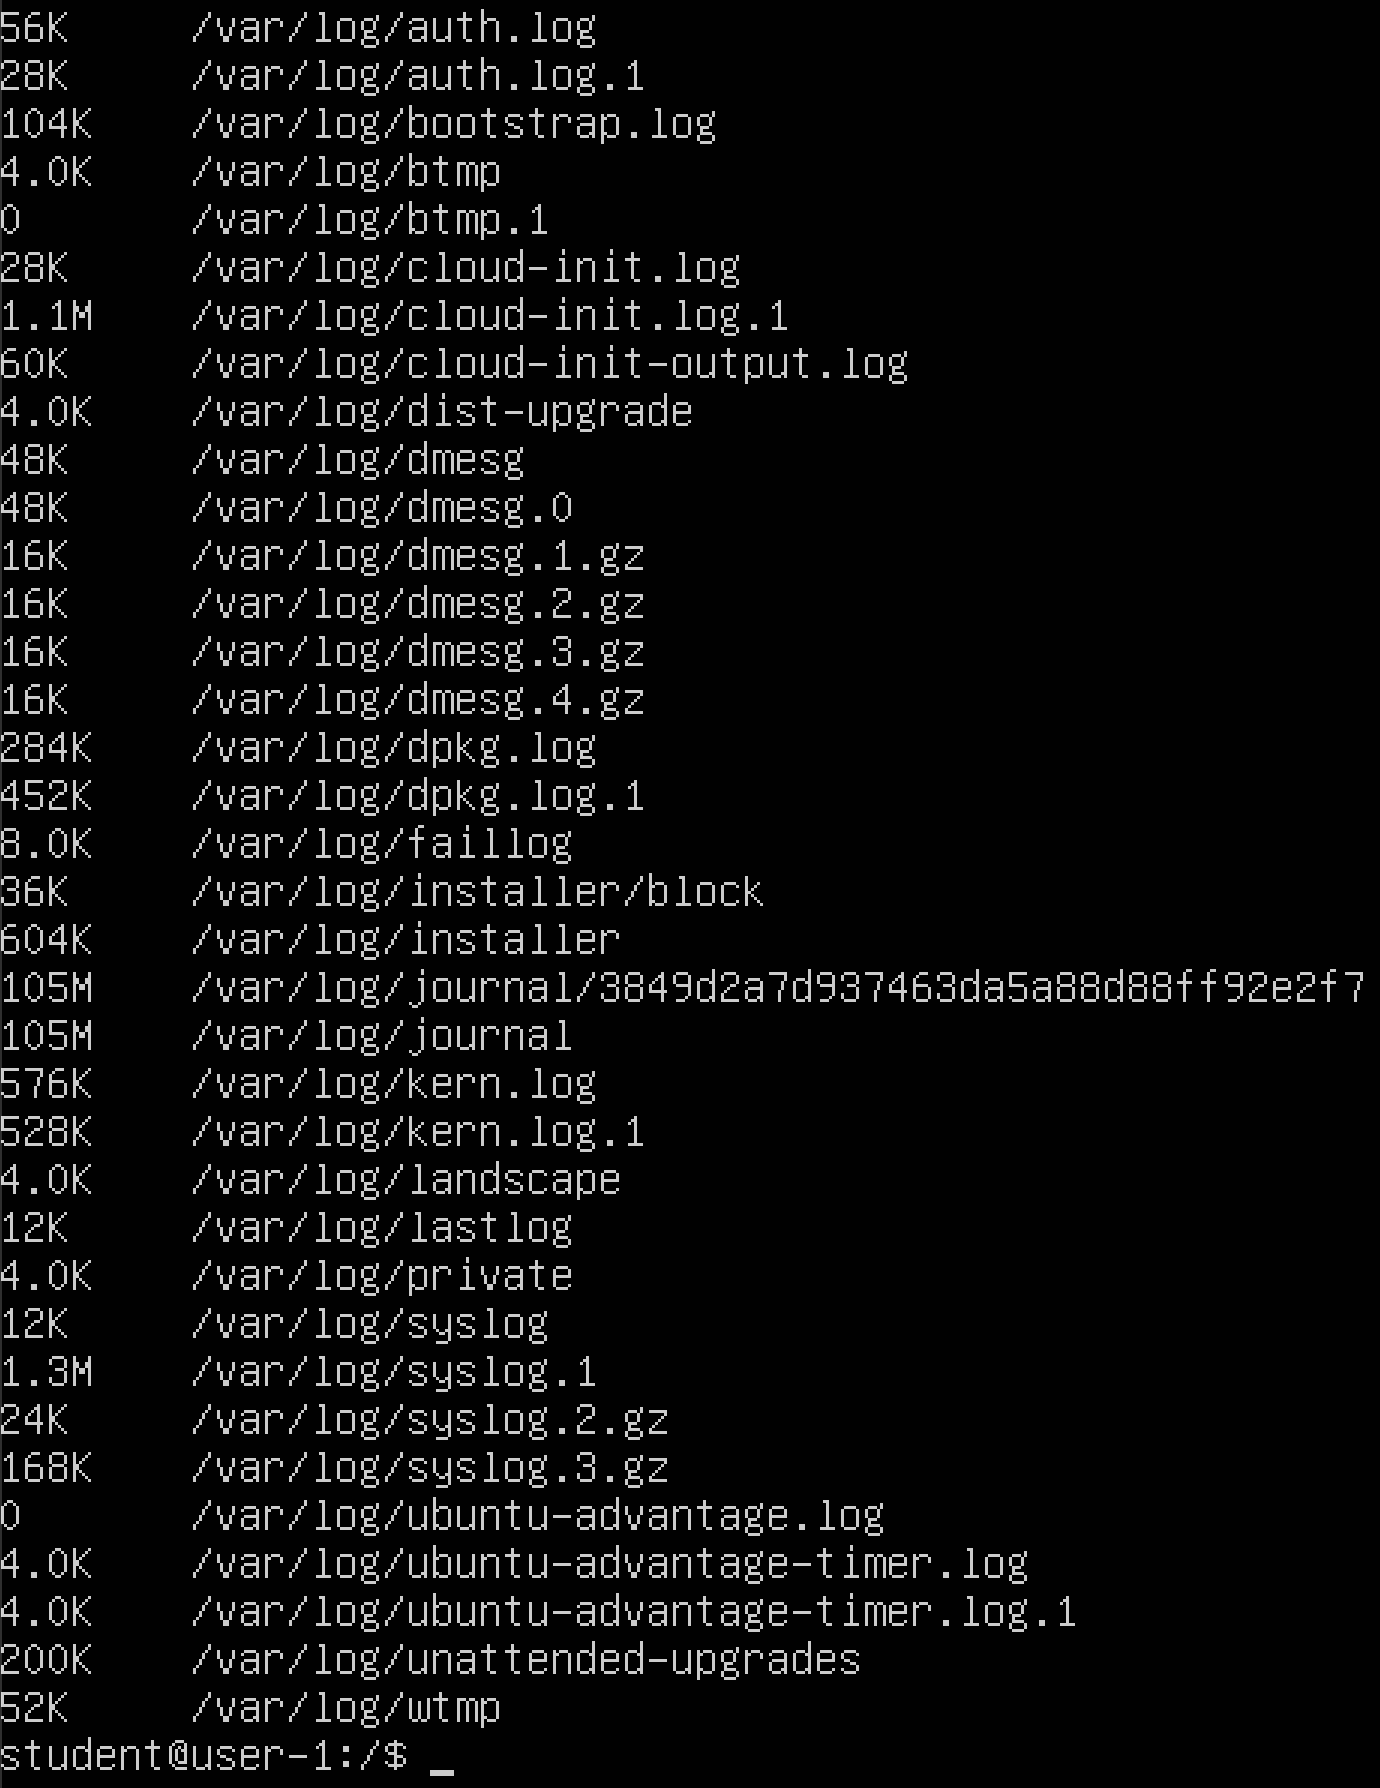 56K     /var/log/auth.log
28K     /var/log/auth.log.1
104K    /var/log/bootstrap.log
4.0K    /var/log/btmp
0       /var/log/btmp.1
28K     /var/log/cloud-init.log
1.1M    /var/log/cloud-init.log.1
60K     /var/log/cloud-init-output.log
4.0K    /var/log/dist-upgrade
48K     /var/log/dmesg
48K     /var/log/dmesg.0
16K     /var/log/dmesg.1.gz
16K     /var/log/dmesg.2.gz
16K     /var/log/dmesg.3.gz
16K     /var/log/dmesg.4.gz
284K    /var/log/dpkg.log
452K    /var/log/dpkg.log.1
8.0K    /var/log/faillog
36K     /var/log/installer/block
604K    /var/log/installer
105M    /var/log/journal/3849d2a7d937463da5a88d88ff92e2f7
105M    /var/log/journal
576K    /var/log/kern.log
528K    /var/log/kern.log.1
4.0K    /var/log/landscape
12K     /var/log/lastlog
4.0K    /var/log/private
12K     /var/log/syslog
1.3M    /var/log/syslog.1
24K     /var/log/syslog.2.gz
168K    /var/log/syslog.3.gz
0       /var/log/ubuntu-advantage.log
4.0K    /var/log/ubuntu-advantage-timer.log
4.0K    /var/log/ubuntu-advantage-timer.log.1
200K    /var/log/unattended-upgrades
52K     /var/log/wtmp
student@user-1:/$ _